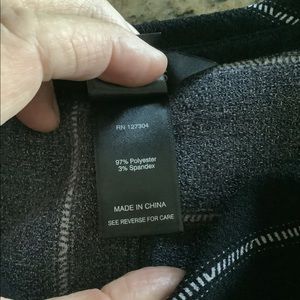 RN 127304
97% Polyester
3% Spandex
MADE IN CHINA
SEE REVERSE FOR CARE